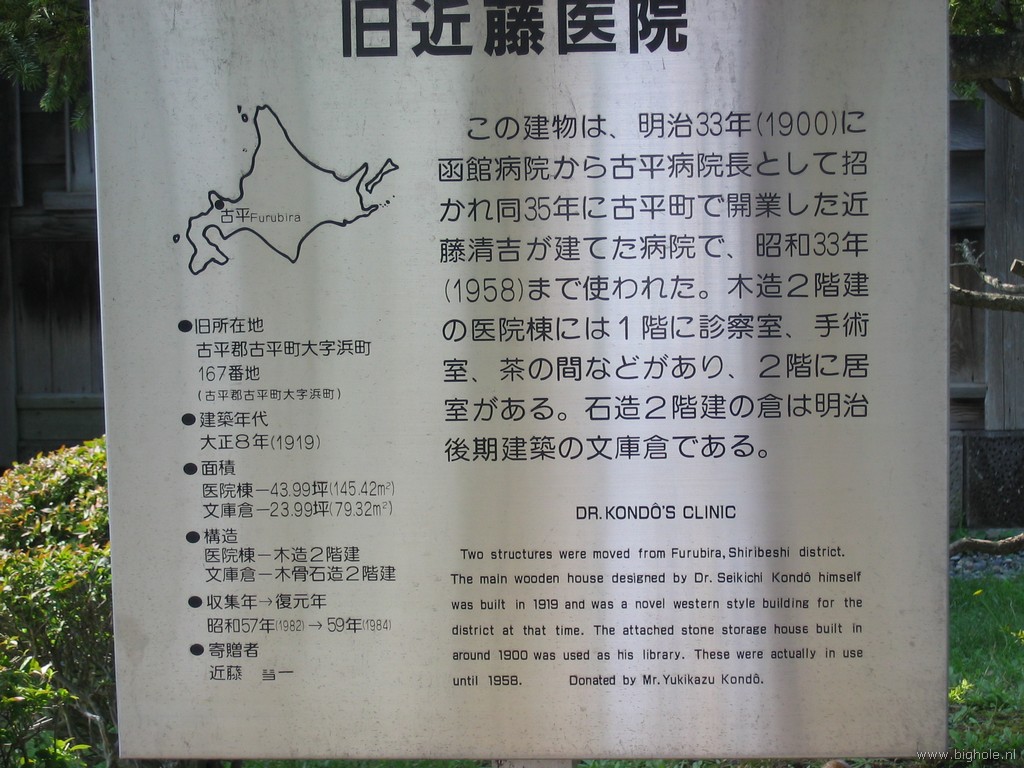 旧近藤医院
古平Furubira
●旧所在地
古平郡古平町大字浜町
167番地
(古平郡古平町大字浜町)
●建築年代
大正8年(1919)
●面積
医院棟−43.99坪(145.42m²)
文庫倉−23.99坪(79.32m²)
●構造
医院棟−木造2階建
文庫倉−木骨石造2階建
●収集年→復元年
昭和57年(1982)→59年(1984)
●寄贈者
近藤 一
この建物は、明治33年(1900)に
函館病院から古平病院長として招
かれ同35年に古平町で開業した近
藤清吉が建てた病院で、昭和33年
(1958)まで使われた。木造2階建
の医院棟には1階に診察室、手術
室、茶の間などがあり、2階に居
室がある。石造2階建の倉は明治
後期建築の文庫倉である。
DR.KONDÔ'S CLINIC
Two structures were moved from Furubira,Shiribeshi district.
The main wooden house designed by Dr. Seikichi Kondô himself
was built in 1919 and was a novel western style building for the
district at that time. The attached stone storage house built in
around 1900 was used as his library. These were actually in use
until 1958. Donated by Mr.Yukikazu Kondô.
www.bighole.nl